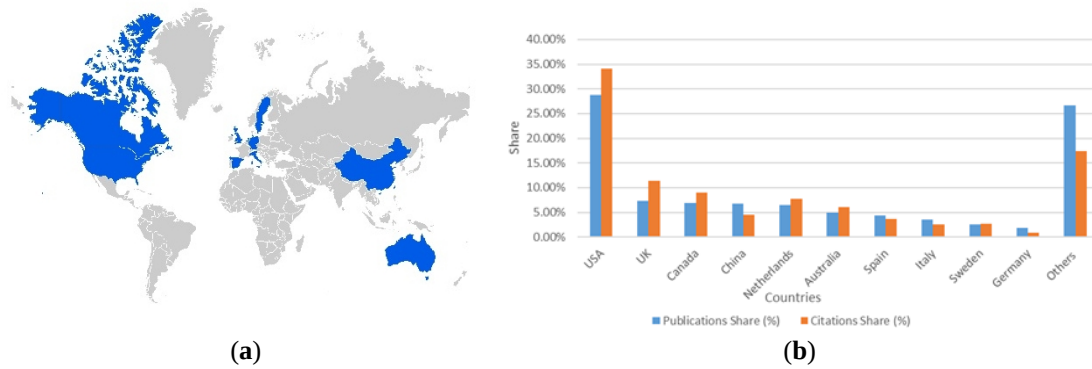 40.00%
35.00%
30.00%
25.00%
20.00%
15.00%
10.00%
5.00%
0.00%
Share
USA
UK
Canada
China
Netherlands
Australia
Spain
Italy
Sweden
Germany
Others
Countries
Publications Share (%)
Citations Share (%)
(a)
(b)